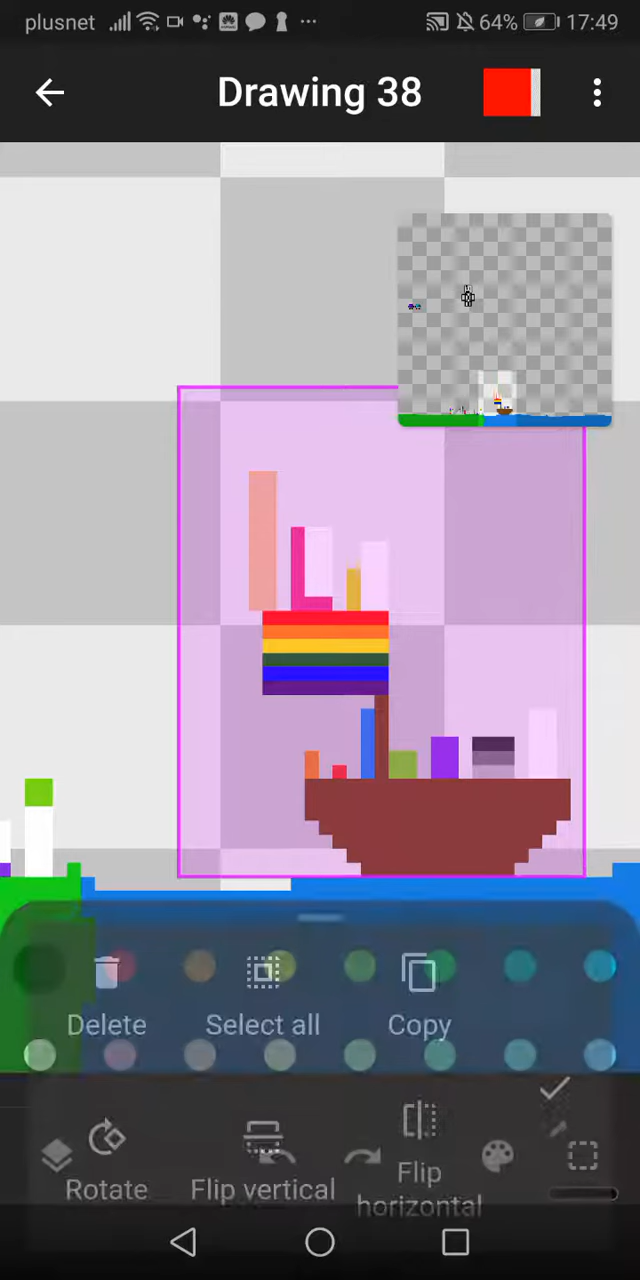 plusnet 64% 17:49
Drawing 38
Delete Select all Copy
Rotate Flip vertical Flip
horizontal